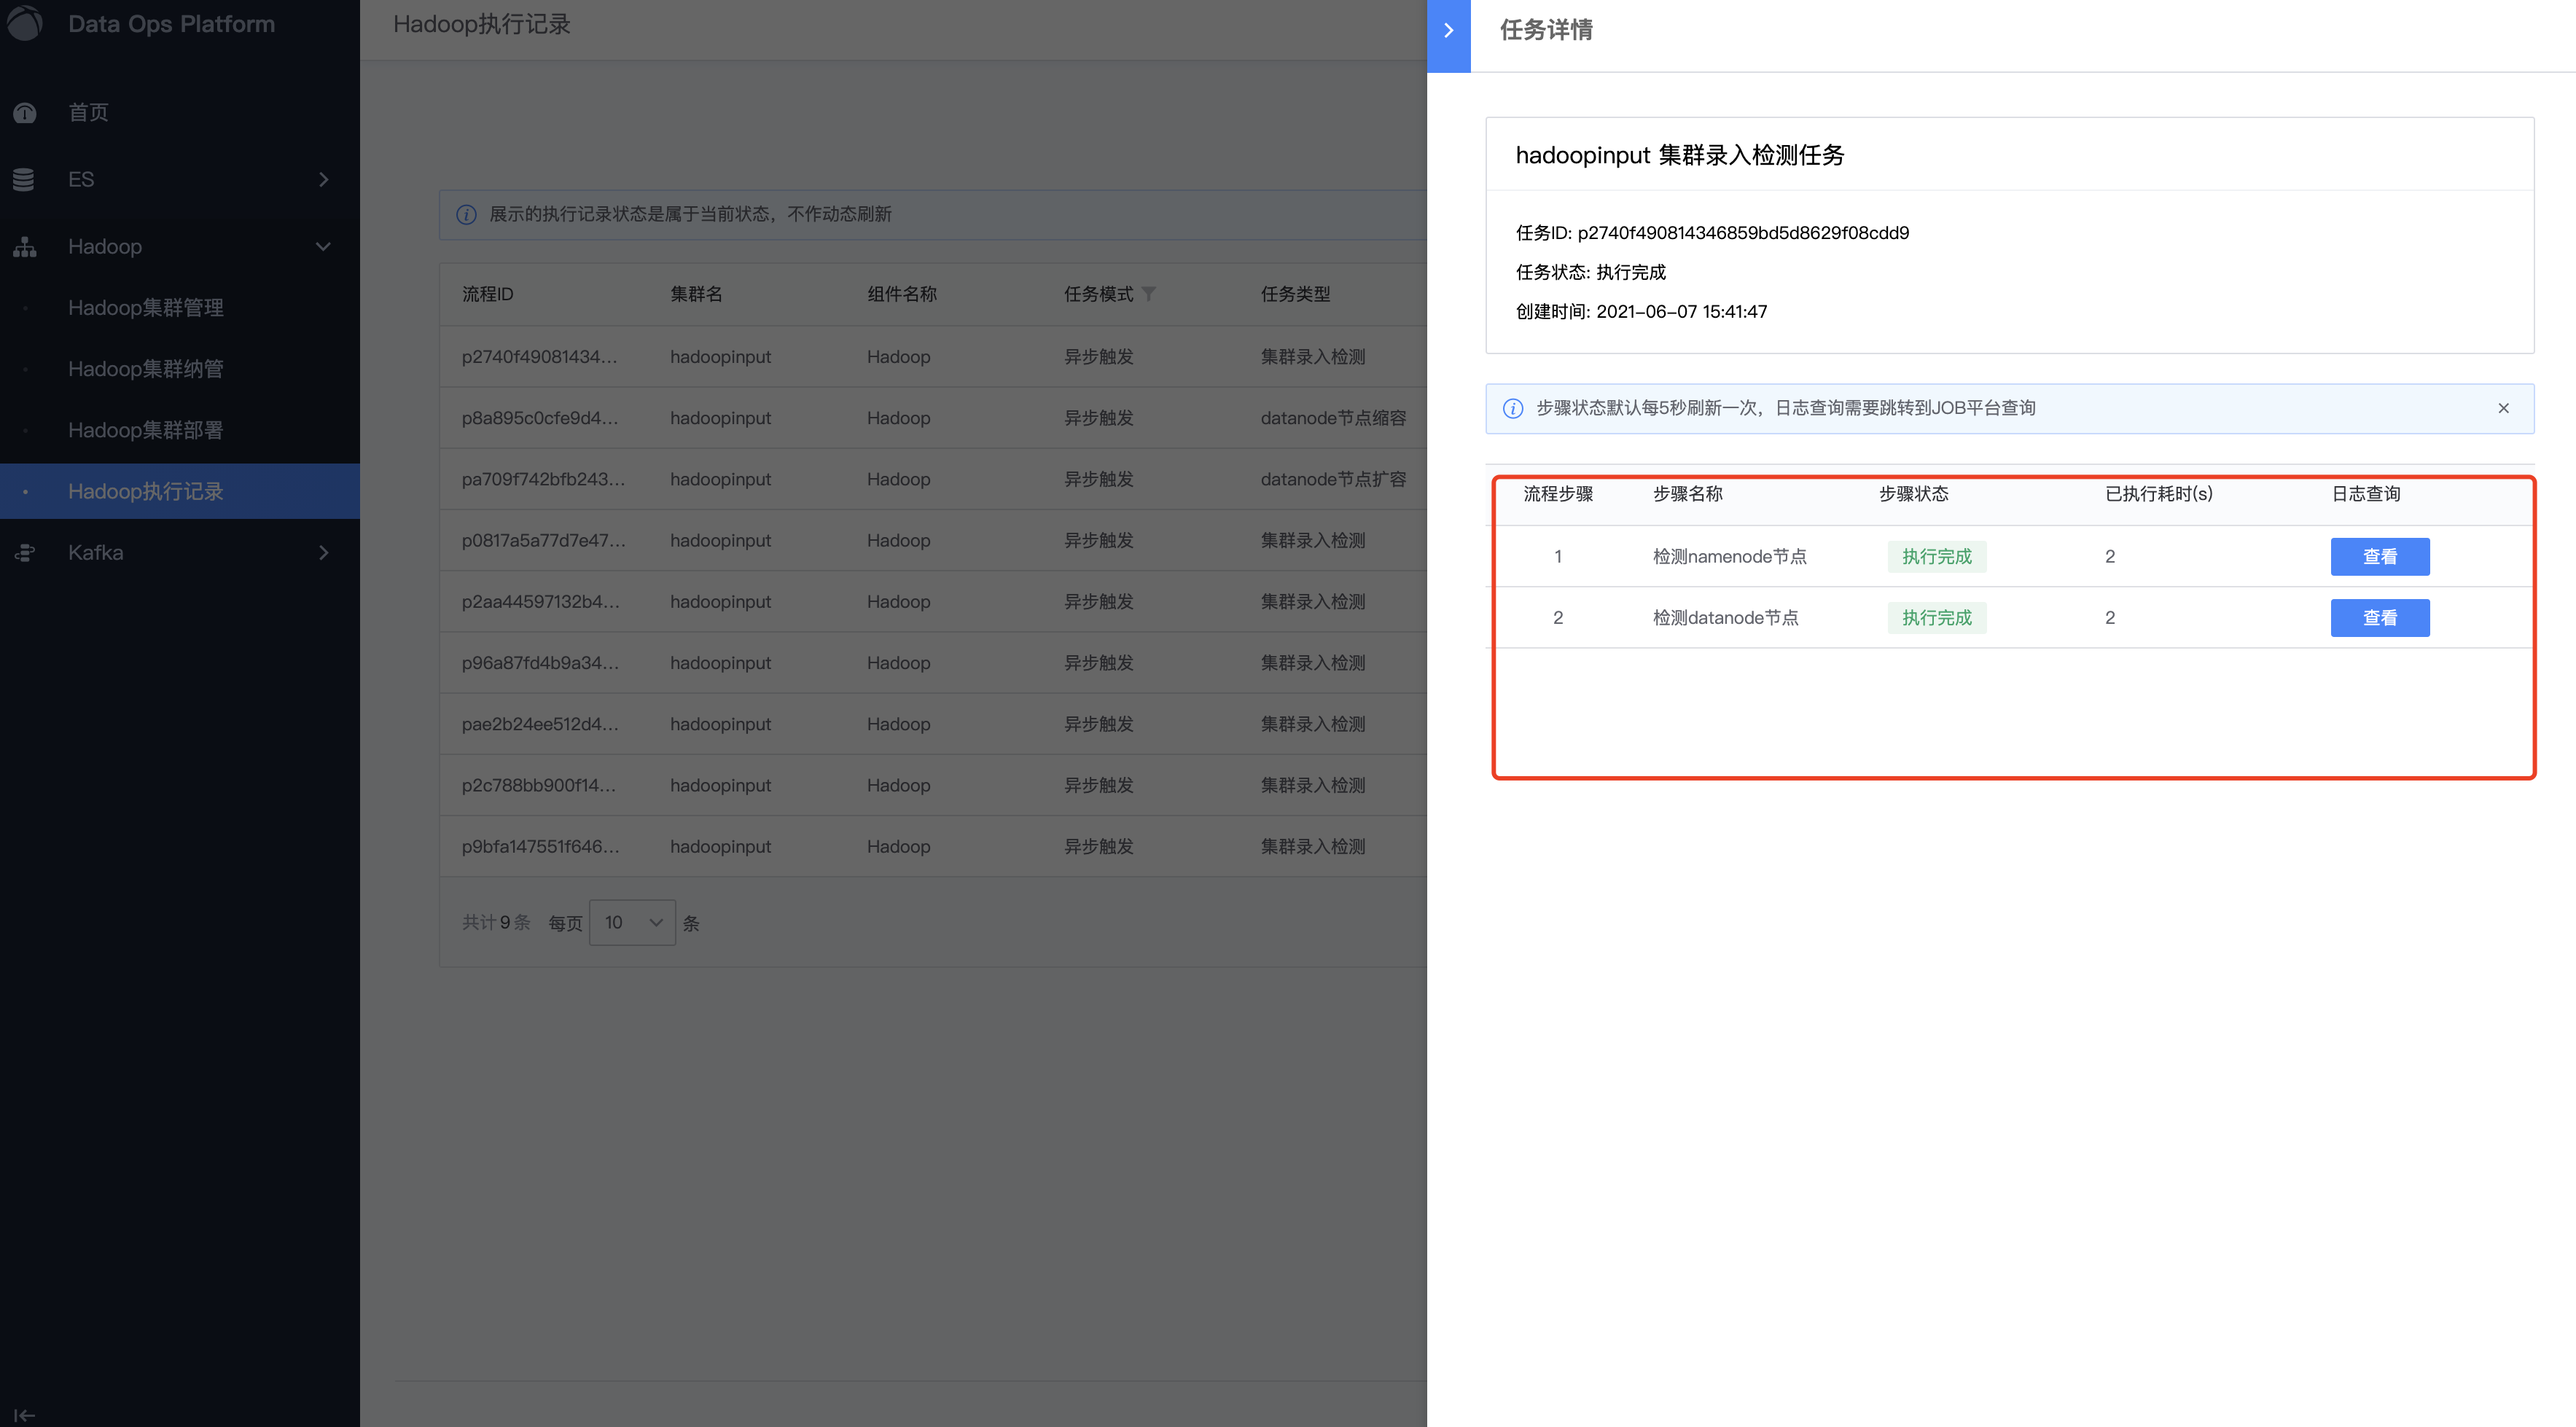 Data Ops Platform
首页
ES
Hadoop
Hadoop集群管理
Hadoop集群纳管
Hadoop集群部署
Hadoop执行记录
Kafka
Hadoop执行记录
展示的执行记录状态是属于当前状态，不作动态刷新
流程ID 集群名 组件名称 任务模式 任务类型
p2740f49081434... hadoopinput Hadoop 异步触发 集群录入检测
p8a895c0cfe9d4... hadoopinput Hadoop 异步触发 datanode节点缩容
pa709f742bfb243... hadoopinput Hadoop 异步触发 datanode节点扩容
p0817a5a77d7e47... hadoopinput Hadoop 异步触发 集群录入检测
p2aa44597132b4... hadoopinput Hadoop 异步触发 集群录入检测
p96a87fd4b9a34... hadoopinput Hadoop 异步触发 集群录入检测
pae2b24ee512d4... hadoopinput Hadoop 异步触发 集群录入检测
p2c788bb900f14... hadoopinput Hadoop 异步触发 集群录入检测
p9bfa147551f646... hadoopinput Hadoop 异步触发 集群录入检测
共计9条 每页 10 条
任务详情
hadoopinput 集群录入检测任务
任务ID: p2740f490814346859bd5d8629f08cdd9
任务状态: 执行完成
创建时间: 2021-06-07 15:41:47
步骤状态默认每5秒刷新一次，日志查询需要跳转到JOB平台查询
流程步骤 步骤名称 步骤状态 已执行耗时(s) 日志查询
1 检测namenode节点 执行完成 2 查看
2 检测datanode节点 执行完成 2 查看